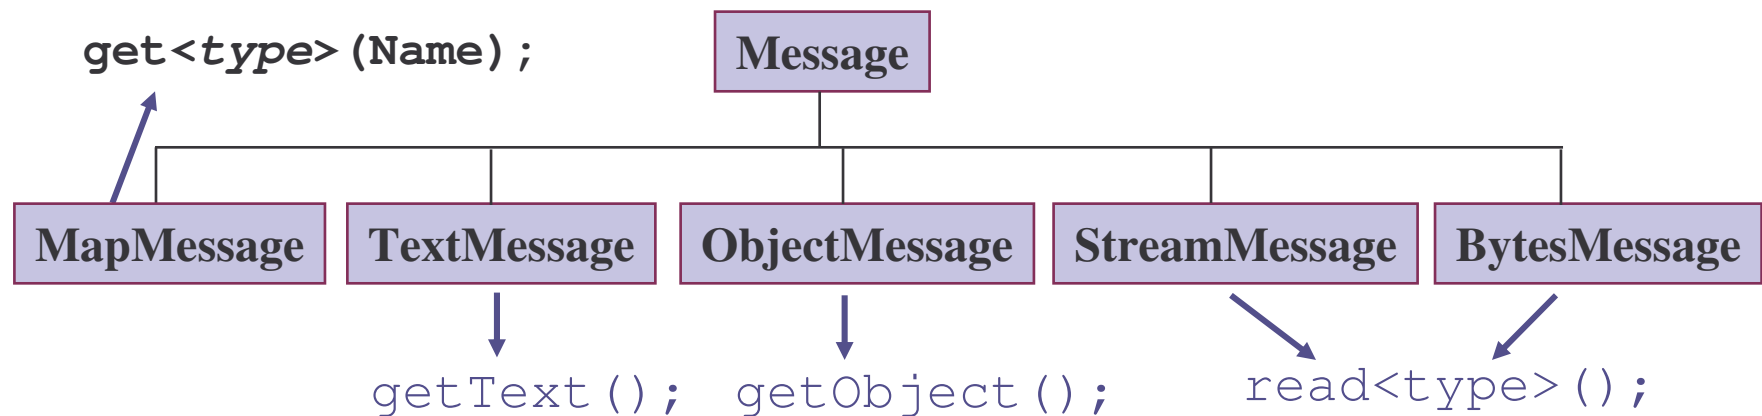 get<type>(Name);
Message
MapMessage
TextMessage
ObjectMessage
StreamMessage
BytesMessage
getText();
getObject();
read<type>();